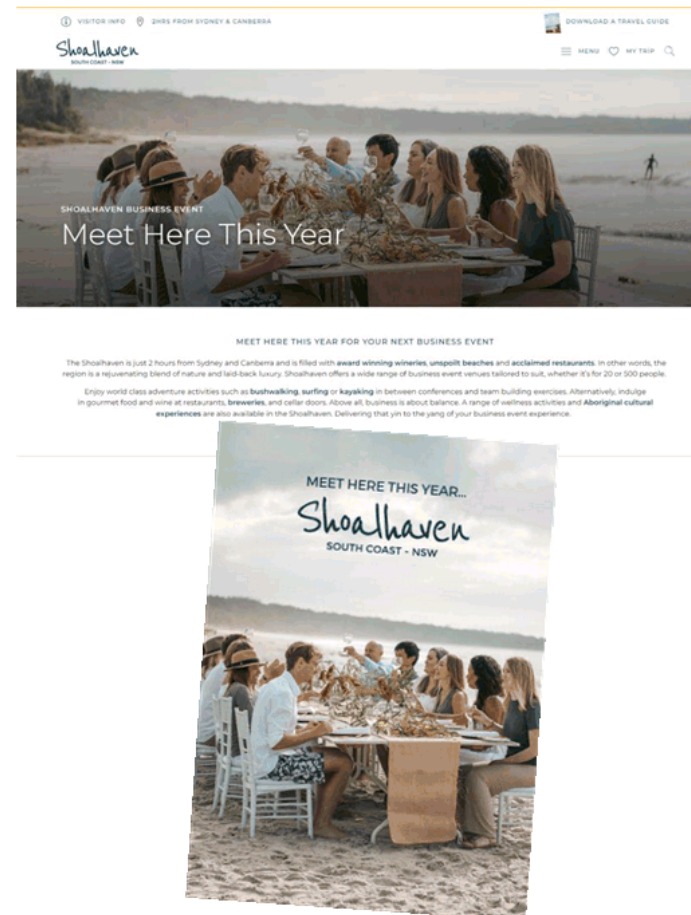 VISITOR INFO 2HRS FROM SYDNEY & CANBERRA DOWNLOAD A TRAVEL GUIDE
Shoalhaven
SOUTH COAST - NSW
MENU MY TRIP
SHOALHAVEN BUSINESS EVENT
Meet Here This Year
MEET HERE THIS YEAR FOR YOUR NEXT BUSINESS EVENT
The Shoalhaven is just 2 hours from Sydney and Canberra and is filled with award winning wineries, unspoilt beaches and acclaimed restaurants. In other words, the
region is a rejuvenating blend of nature and laid-back luxury. Shoalhaven offers a wide range of business event venues tailored to suit, whether it's for 20 or 500 people.
Enjoy world class adventure activities such as bushwalking, surfing or kayaking in between conferences and team building exercises. Alternatively, indulge
in gourmet food and wine at restaurants, breweries, and cellar doors. Above all, business is about balance. A range of wellness activities and Aboriginal cultural
experiences are also available in the Shoalhaven. Delivering that yin to the yang of your business event experience.
MEET HERE THIS YEAR...
Shoalhaven
SOUTH COAST - NSW